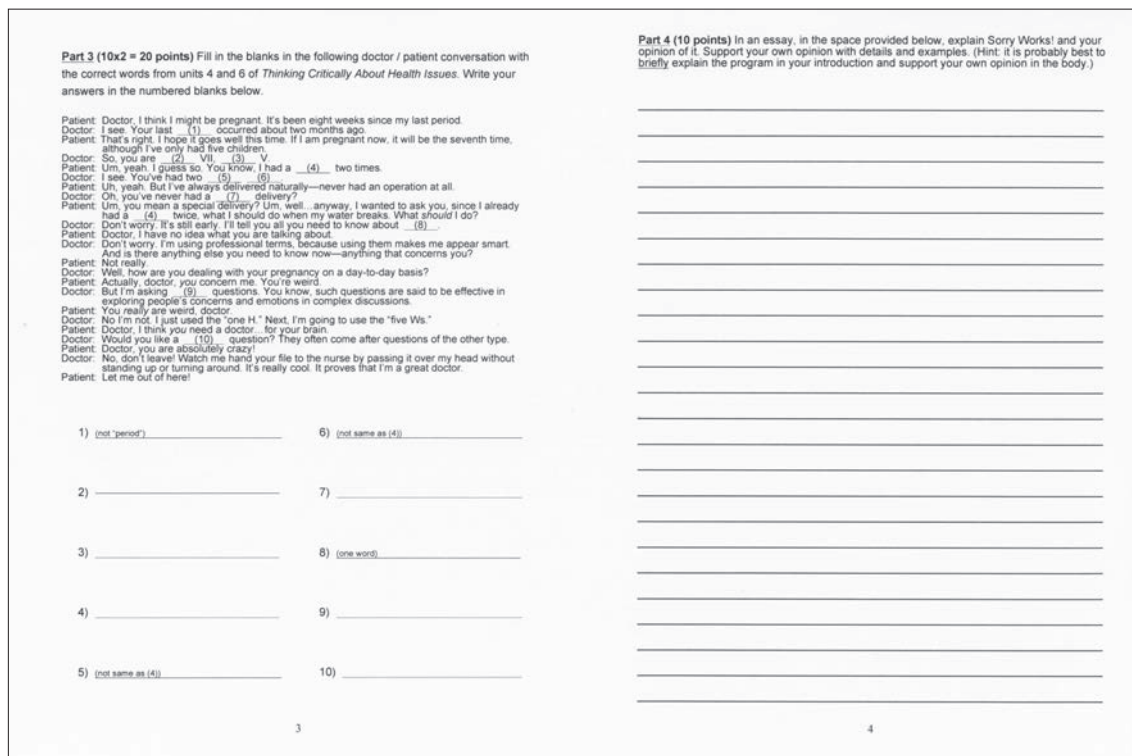 Part 3 (10x2 = 20 points) Fill in the blanks in the following doctor / patient conversation with
the correct words from units 4 and 6 of Thinking Critically About Health Issues. Write your
answers in the numbered blanks below.
Patient: Doctor, I think I might be pregnant. It's been eight weeks since my last period.
Doctor: I see. Your last (1) occurred about two months ago.
Patient: That's right. I hope it goes well this time. If I am pregnant now, it will be the seventh time,
although I've only had five children.
Doctor: So, you are (2) VII, (3) V.
Patient: Um, yeah. I guess so. You know, I had a (4) two times.
Doctor: I see. You've had two (5) (6).
Patient: Uh, yeah. But I've always delivered naturally—never had an operation at all.
Doctor: Oh, you've never had a (7) delivery?
Patient: Um, you mean a special delivery? Um, well...anyway, I wanted to ask you, since I already
had a (4) twice, what I should do when my water breaks. What should I do?
Doctor: Don't worry. It's still early. I'll tell you all you need to know about (8).
Patient: Doctor, I have no idea what you are talking about.
Doctor: Don't worry. I'm using professional terms, because using them makes me appear smart.
And is there anything else you need to know now—anything that concerns you?
Patient: Not really.
Doctor: Well, how are you dealing with your pregnancy on a day-to-day basis?
Patient: Actually, doctor, you concern me. You're weird.
Doctor: But I'm asking (9) questions. You know, such questions are said to be effective in
exploring people's concerns and emotions in complex discussions.
Patient: You really are weird, doctor.
Doctor: No I'm not. I just used the "one H." Next, I'm going to use the "five Ws."
Patient: Doctor, I think you need a doctor...for your brain.
Doctor: Would you like a (10) question? They often come after questions of the other type.
Patient: Doctor, you are absolutely crazy!
Doctor: No, don't leave! Watch me hand your file to the nurse by passing it over my head without
standing up or turning around. It's really cool. It proves that I'm a great doctor.
Patient: Let me out of here!
1) (not "period")
2)
3)
4)
5) (not same as (4))
6) (not same as (4))
7)
8) (one word)
9)
10)
3
Part 4 (10 points) In an essay, in the space provided below, explain Sorry Works! and your
opinion of it. Support your own opinion with details and examples. (Hint: it is probably best to
briefly explain the program in your introduction and support your own opinion in the body.)
4